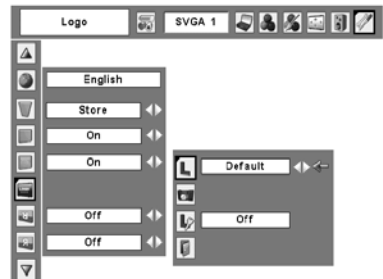 Logo
SVGA 1
English
Store
On
On
Default
Off
Off
Off